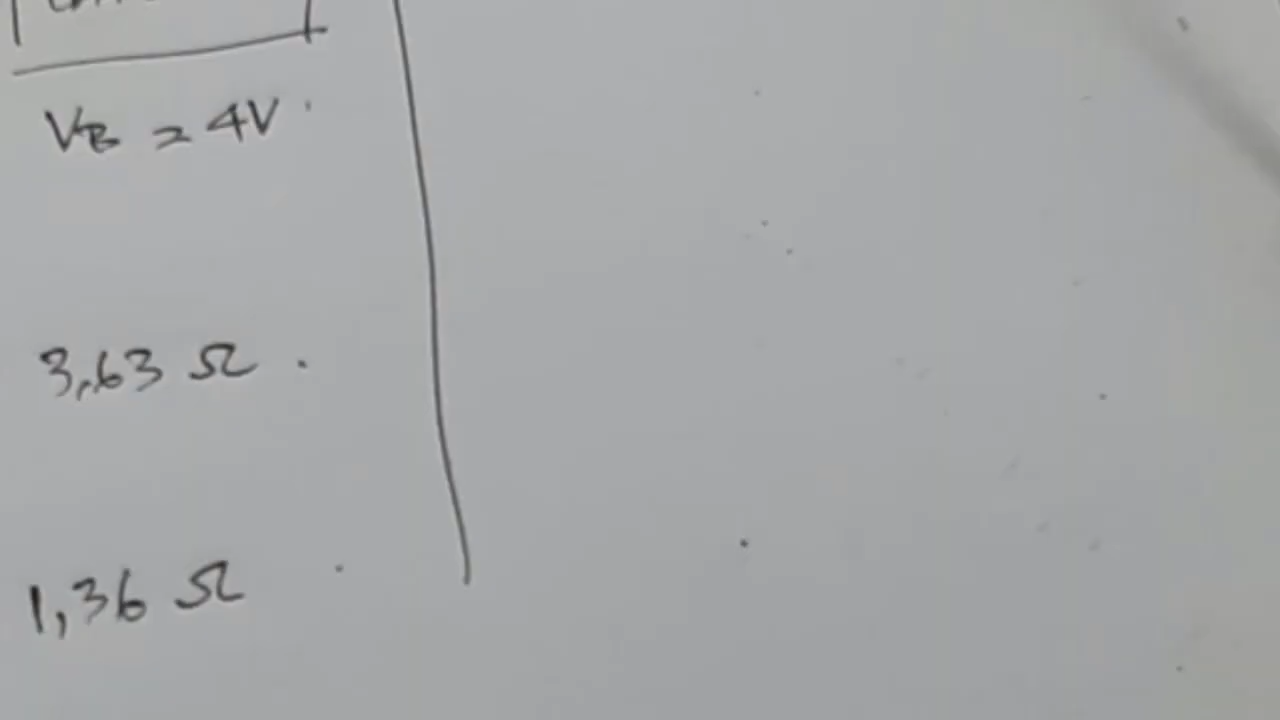 VB = 4V
3,63 Ω
1,36 Ω